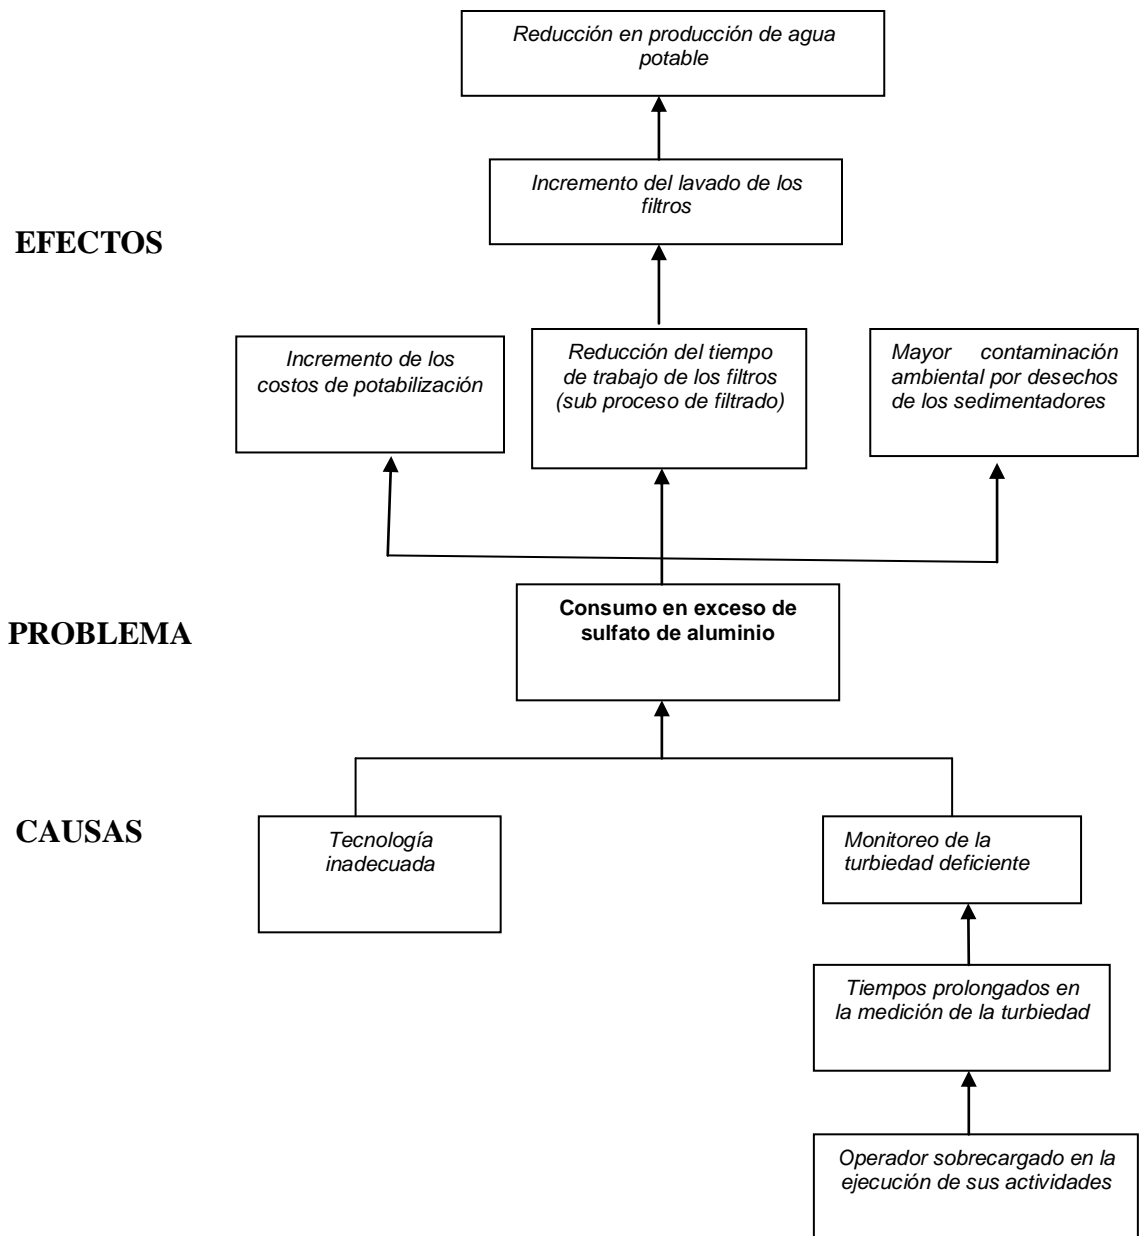 Reducción en producción de agua
potable
Incremento del lavado de los
filtros
EFECTOS
Incremento de los
costos de potabilización
Reducción del tiempo
de trabajo de los filtros
(sub proceso de filtrado)
Mayor contaminación
ambiental por desechos
de los sedimentadores
PROBLEMA
Consumo en exceso de
sulfato de aluminio
CAUSAS
Tecnología
inadecuada
Monitoreo de la
turbiedad deficiente
Tiempos prolongados en
la medición de la turbiedad
Operador sobrecargado en la
ejecución de sus actividades